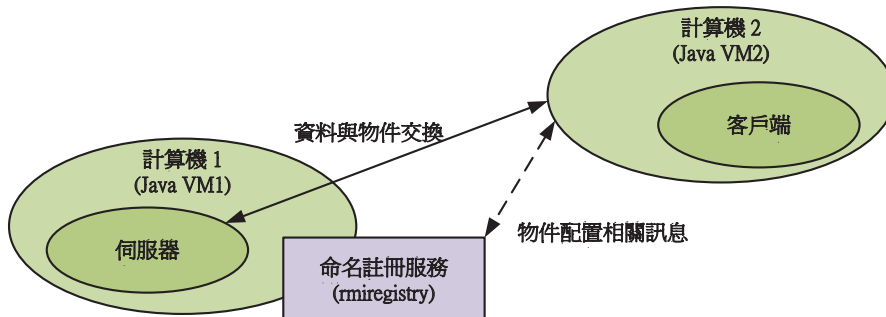 計算機 2
(Java VM2)
客戶端
資料與物件交換
計算機 1
(Java VM1)
伺服器
物件配置相關訊息
命名註冊服務
(rmiregistry)